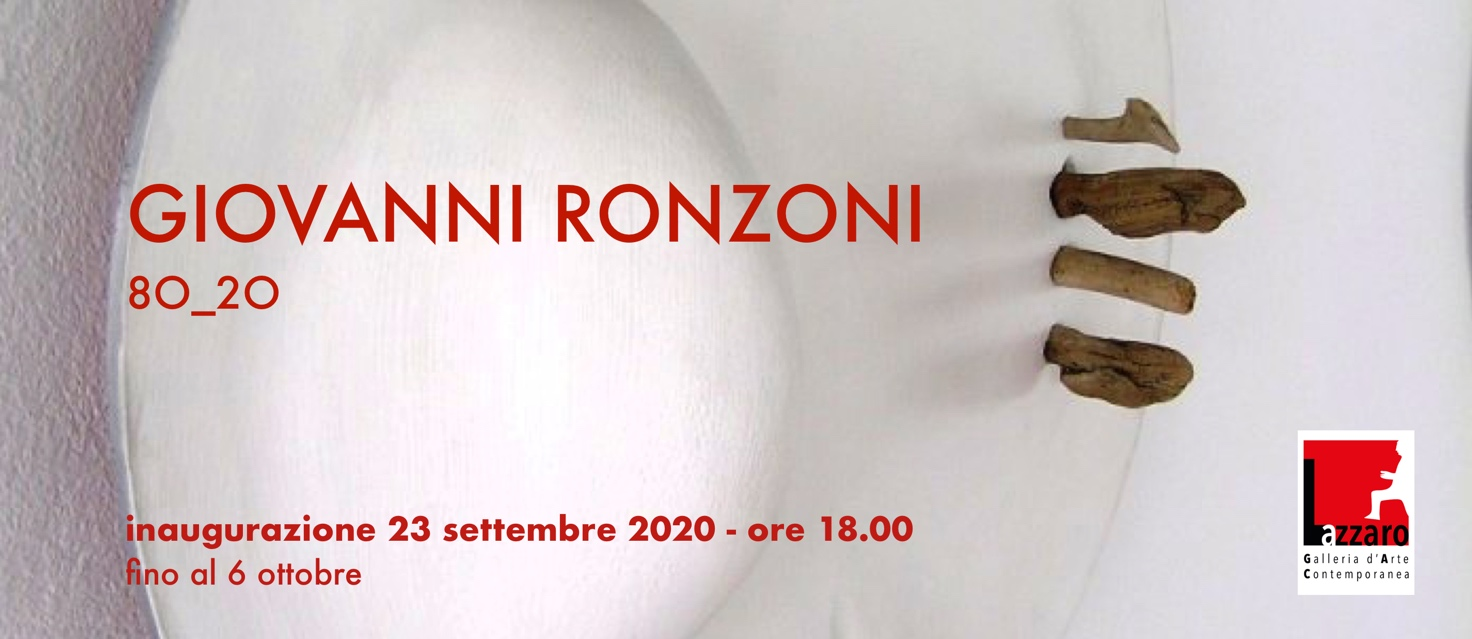 GIOVANNI RONZONI
80_20
inaugurazione 23 settembre 2020 - ore 18.00
fino al 6 ottobre
Lazzaro
Galleria d'Arte
Contemporanea